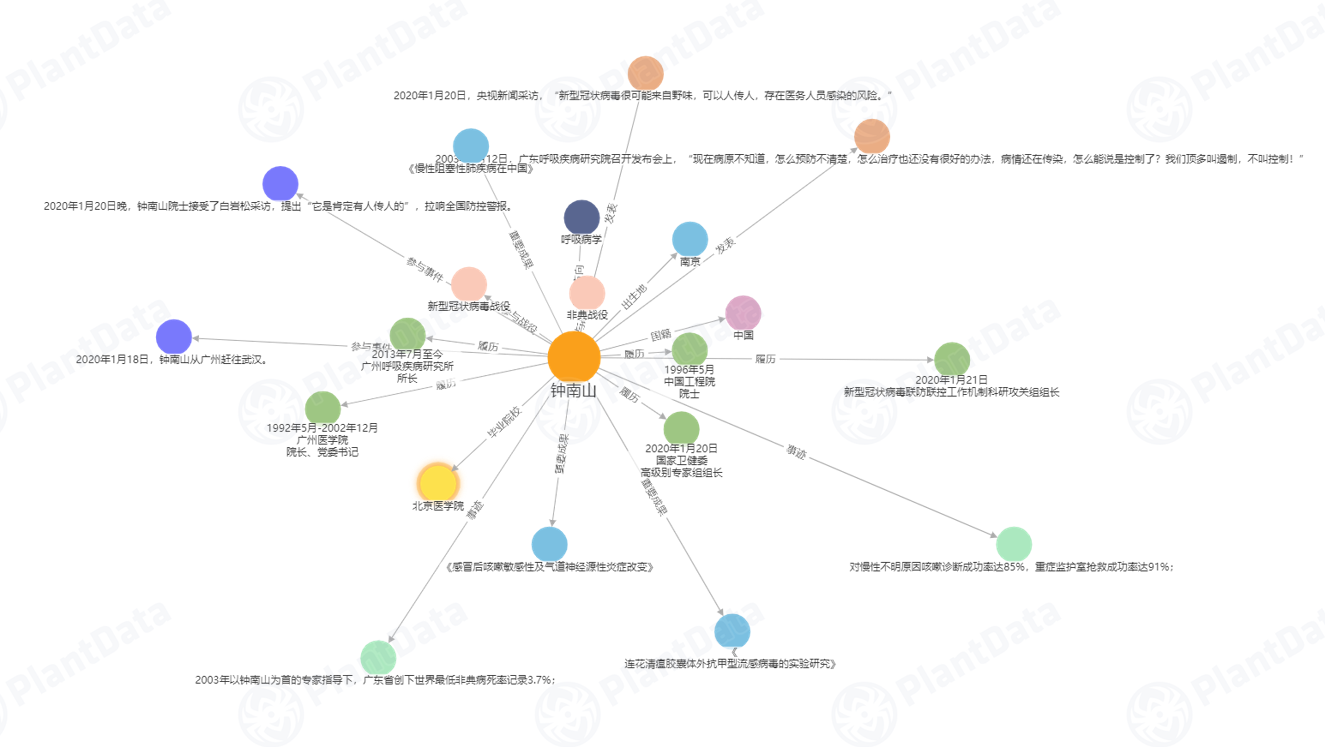 PlantData
PlantData
PlantData
PlantData
PlantData
2020年1月20日，央视新闻采访，“新型冠状病毒很可能来自野味，可以人传人，存在医务人员感染的风险。”
2003 12日，广东呼吸疾病研究院召开发布会上，“现在病原不知道，怎么预防不清楚，怎么治疗也还没有很好的办法，病情还在传染，怎么能说是控制了？我们顶多叫遏制，不叫控制！”
《慢性阻塞性肺疾病在中国》
2020年1月20日晚，钟南山院士接受了白岩松采访，提出“它是肯定有人传人的”，拉响全国防控警报。
发表
呼吸病学
重要成果
发表
南京
参与事件
向
出生地
新型冠状病毒战役
非典战役
参与战役
国籍
中国
PlantData
PlantData
PlantData
PlantData
PlantData
参与事件
履历
履历
履历
2020年1月18日，钟南山从广州赶往武汉。
2013年7月至今
广州呼吸疾病研究所
所长
1996年5月
中国工程院
院士
2020年1月21日
新型冠状病毒联防联控工作机制科研攻关组组长
履历
钟南山
履历
1992年5月-2002年12月
广州医学院
院长、党委书记
毕业院校
重要成果
2020年1月20日
国家卫健委
高级别专家组组长
事迹
重要成果
北京医学院
事迹
《感冒后咳嗽敏感性及气道神经源性炎症改变》
对慢性不明原因咳嗽诊断成功率达85%，重症监护室抢救成功率达91%；
PlantData
PlantData
PlantData
PlantData
PlantData
《
连花清瘟胶囊体外抗甲型流感病毒的实验研究》
2003年以钟南山为首的专家指导下，广东省创下世界最低非典病死率记录3.7%；